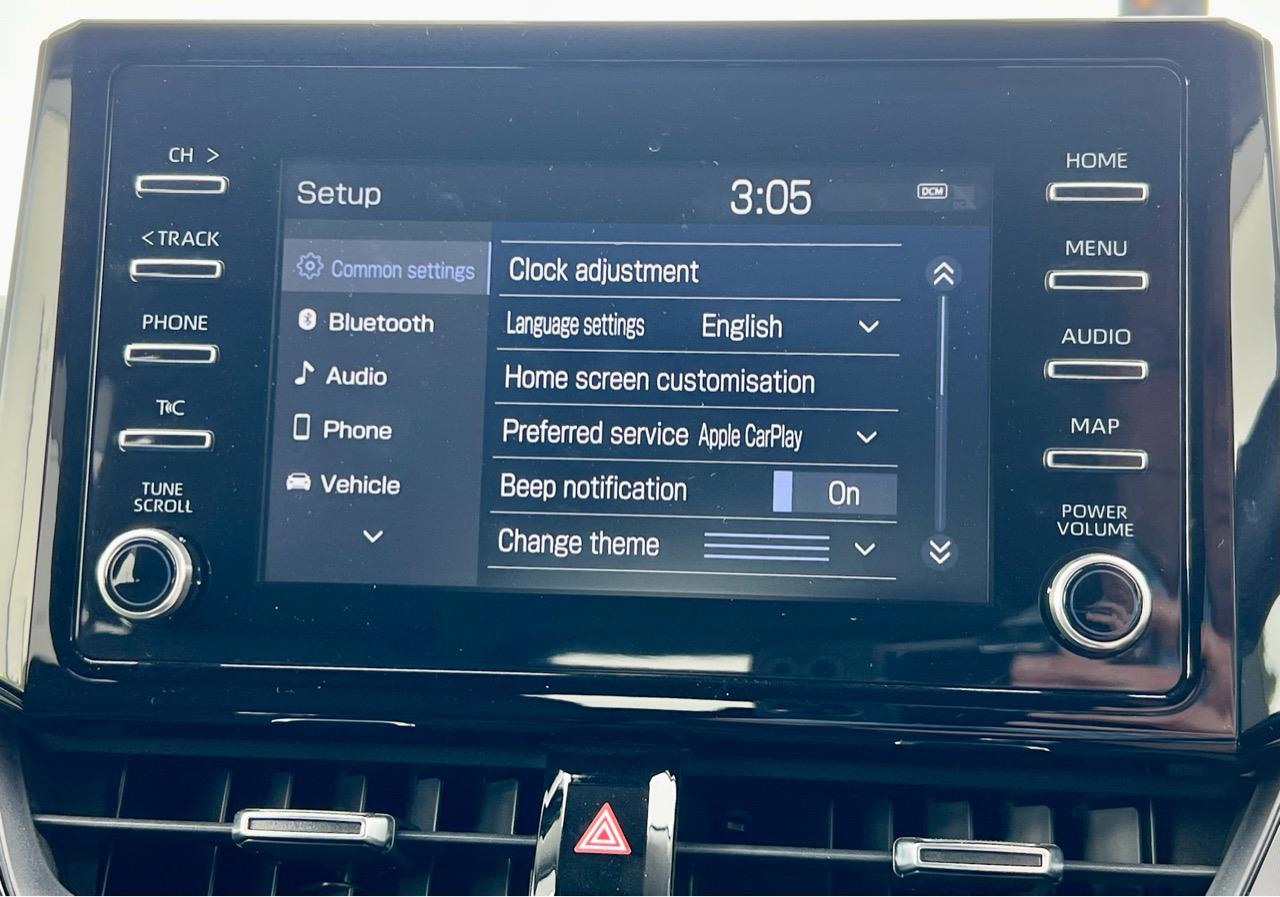 CH >
< TRACK
PHONE
T«C
TUNE
SCROLL
Setup
3:05
DCM
Common settings
Bluetooth
Audio
Phone
Vehicle
Clock adjustment
Language settings English
Home screen customisation
Preferred service Apple CarPlay
Beep notification On
Change theme
HOME
MENU
AUDIO
MAP
POWER
VOLUME